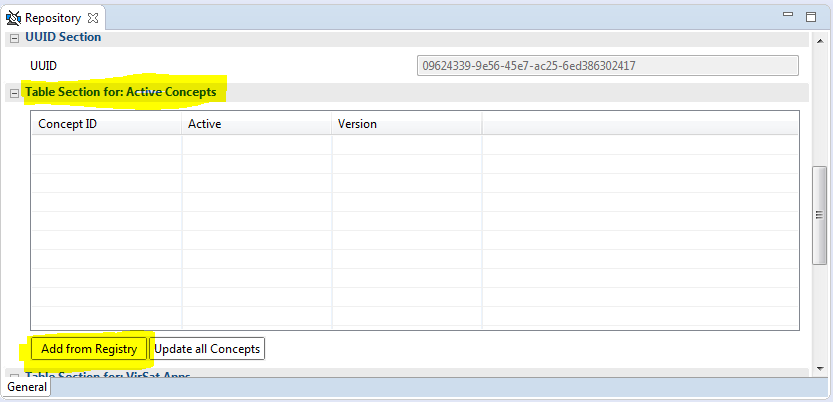 Repository
UUID Section
UUID 09624339-9e56-45e7-ac25-6ed386302417
Table Section for: Active Concepts
Concept ID Active Version
Add from Registry Update all Concepts
Table Section for: VirSat Apps
General